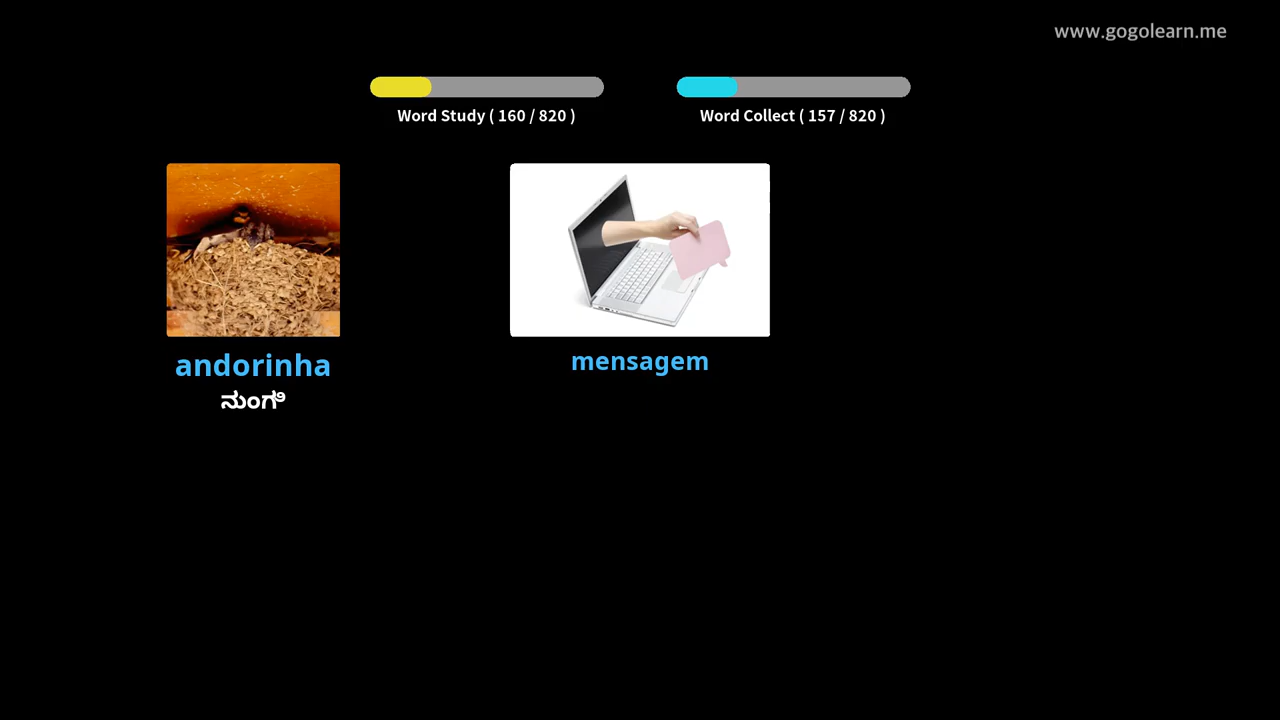 www.gogolearn.me
Word Study ( 160 / 820 )
Word Collect ( 157 / 820 )
andorinha
ನುಂಗಿ
mensagem